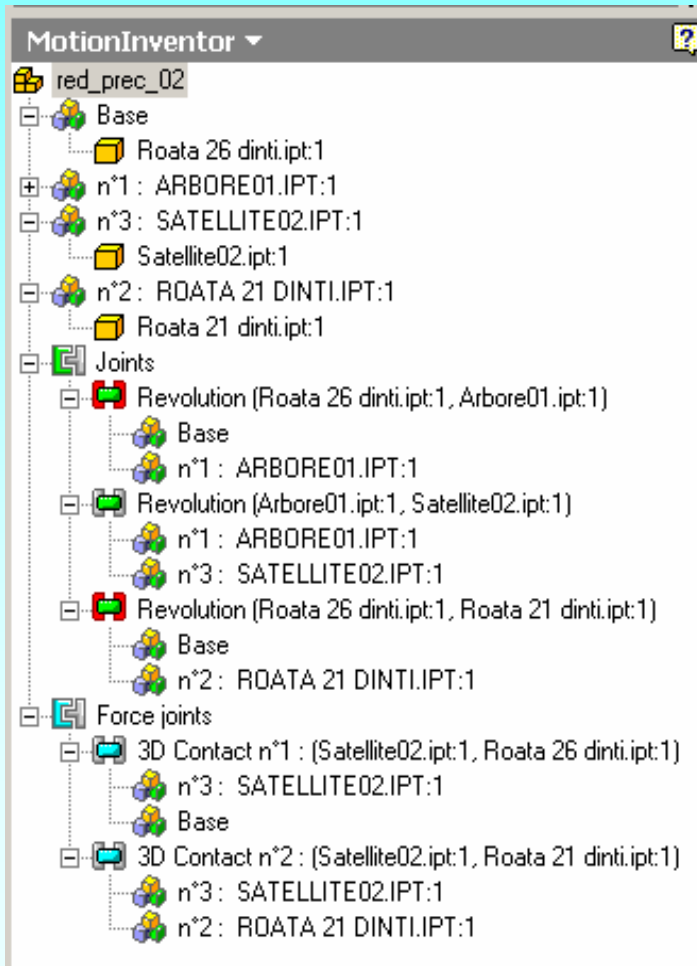 MotionInventor
?
red_prec_02
Base
Roata 26 dinti.ipt:1
n°1 : ARBORE01.IPT:1
n°3 : SATELLITE02.IPT:1
Satellite02.ipt:1
n°2 : ROATA 21 DINTI.IPT:1
Roata 21 dinti.ipt:1
Joints
Revolution (Roata 26 dinti.ipt:1, Arbore01.ipt:1)
Base
n°1 : ARBORE01.IPT:1
Revolution (Arbore01.ipt:1, Satellite02.ipt:1)
n°1 : ARBORE01.IPT:1
n°3 : SATELLITE02.IPT:1
Revolution (Roata 26 dinti.ipt:1, Roata 21 dinti.ipt:1)
Base
n°2 : ROATA 21 DINTI.IPT:1
Force joints
3D Contact n°1 : (Satellite02.ipt:1, Roata 26 dinti.ipt:1)
n°3 : SATELLITE02.IPT:1
Base
3D Contact n°2 : (Satellite02.ipt:1, Roata 21 dinti.ipt:1)
n°3 : SATELLITE02.IPT:1
n°2 : ROATA 21 DINTI.IPT:1